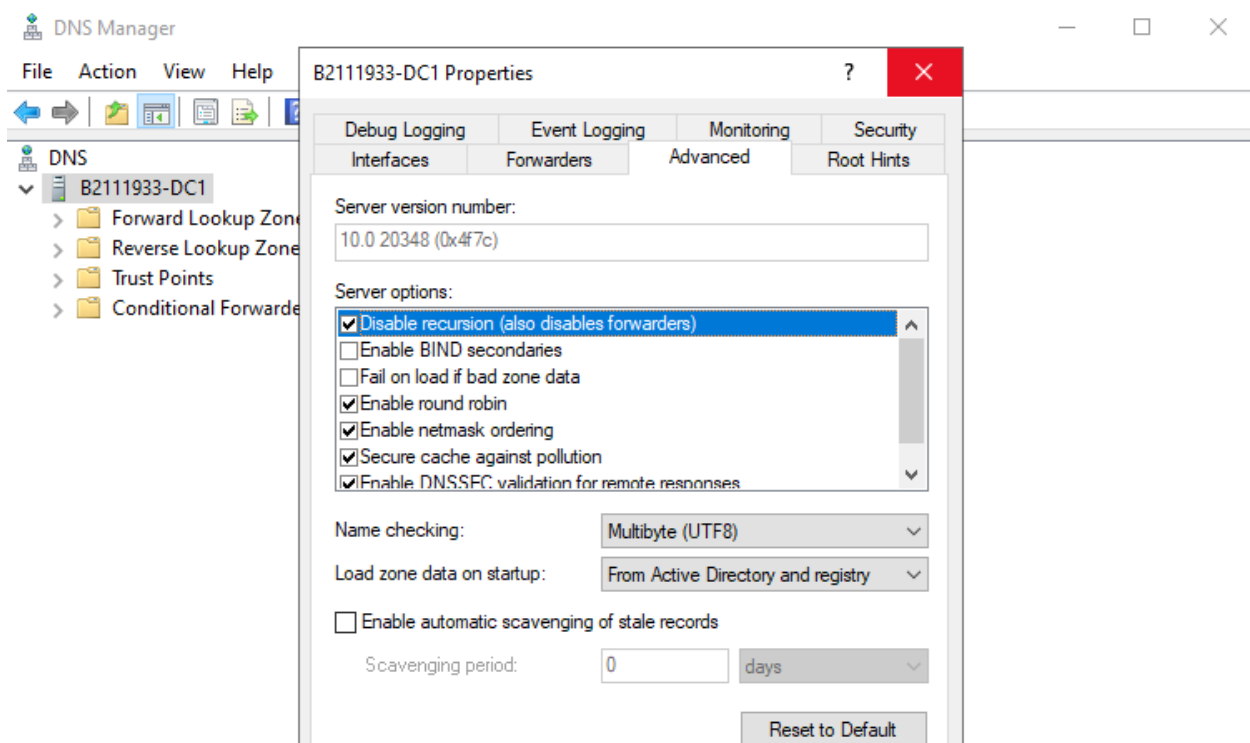 DNS Manager
File Action View Help
B2111933-DC1 Properties
?
Debug Logging Event Logging Monitoring Security
Interfaces Forwarders Advanced Root Hints
DNS
B2111933-DC1
Forward Lookup Zone
Reverse Lookup Zone
Trust Points
Conditional Forwarde
Server version number:
10.0 20348 (0x4f7c)
Server options:
Disable recursion (also disables forwarders)
Enable BIND secondaries
Fail on load if bad zone data
Enable round robin
Enable netmask ordering
Secure cache against pollution
Enable DNSSEC validation for remote responses
Name checking: Multibyte (UTF8)
Load zone data on startup: From Active Directory and registry
Enable automatic scavenging of stale records
Scavenging period: 0 days
Reset to Default